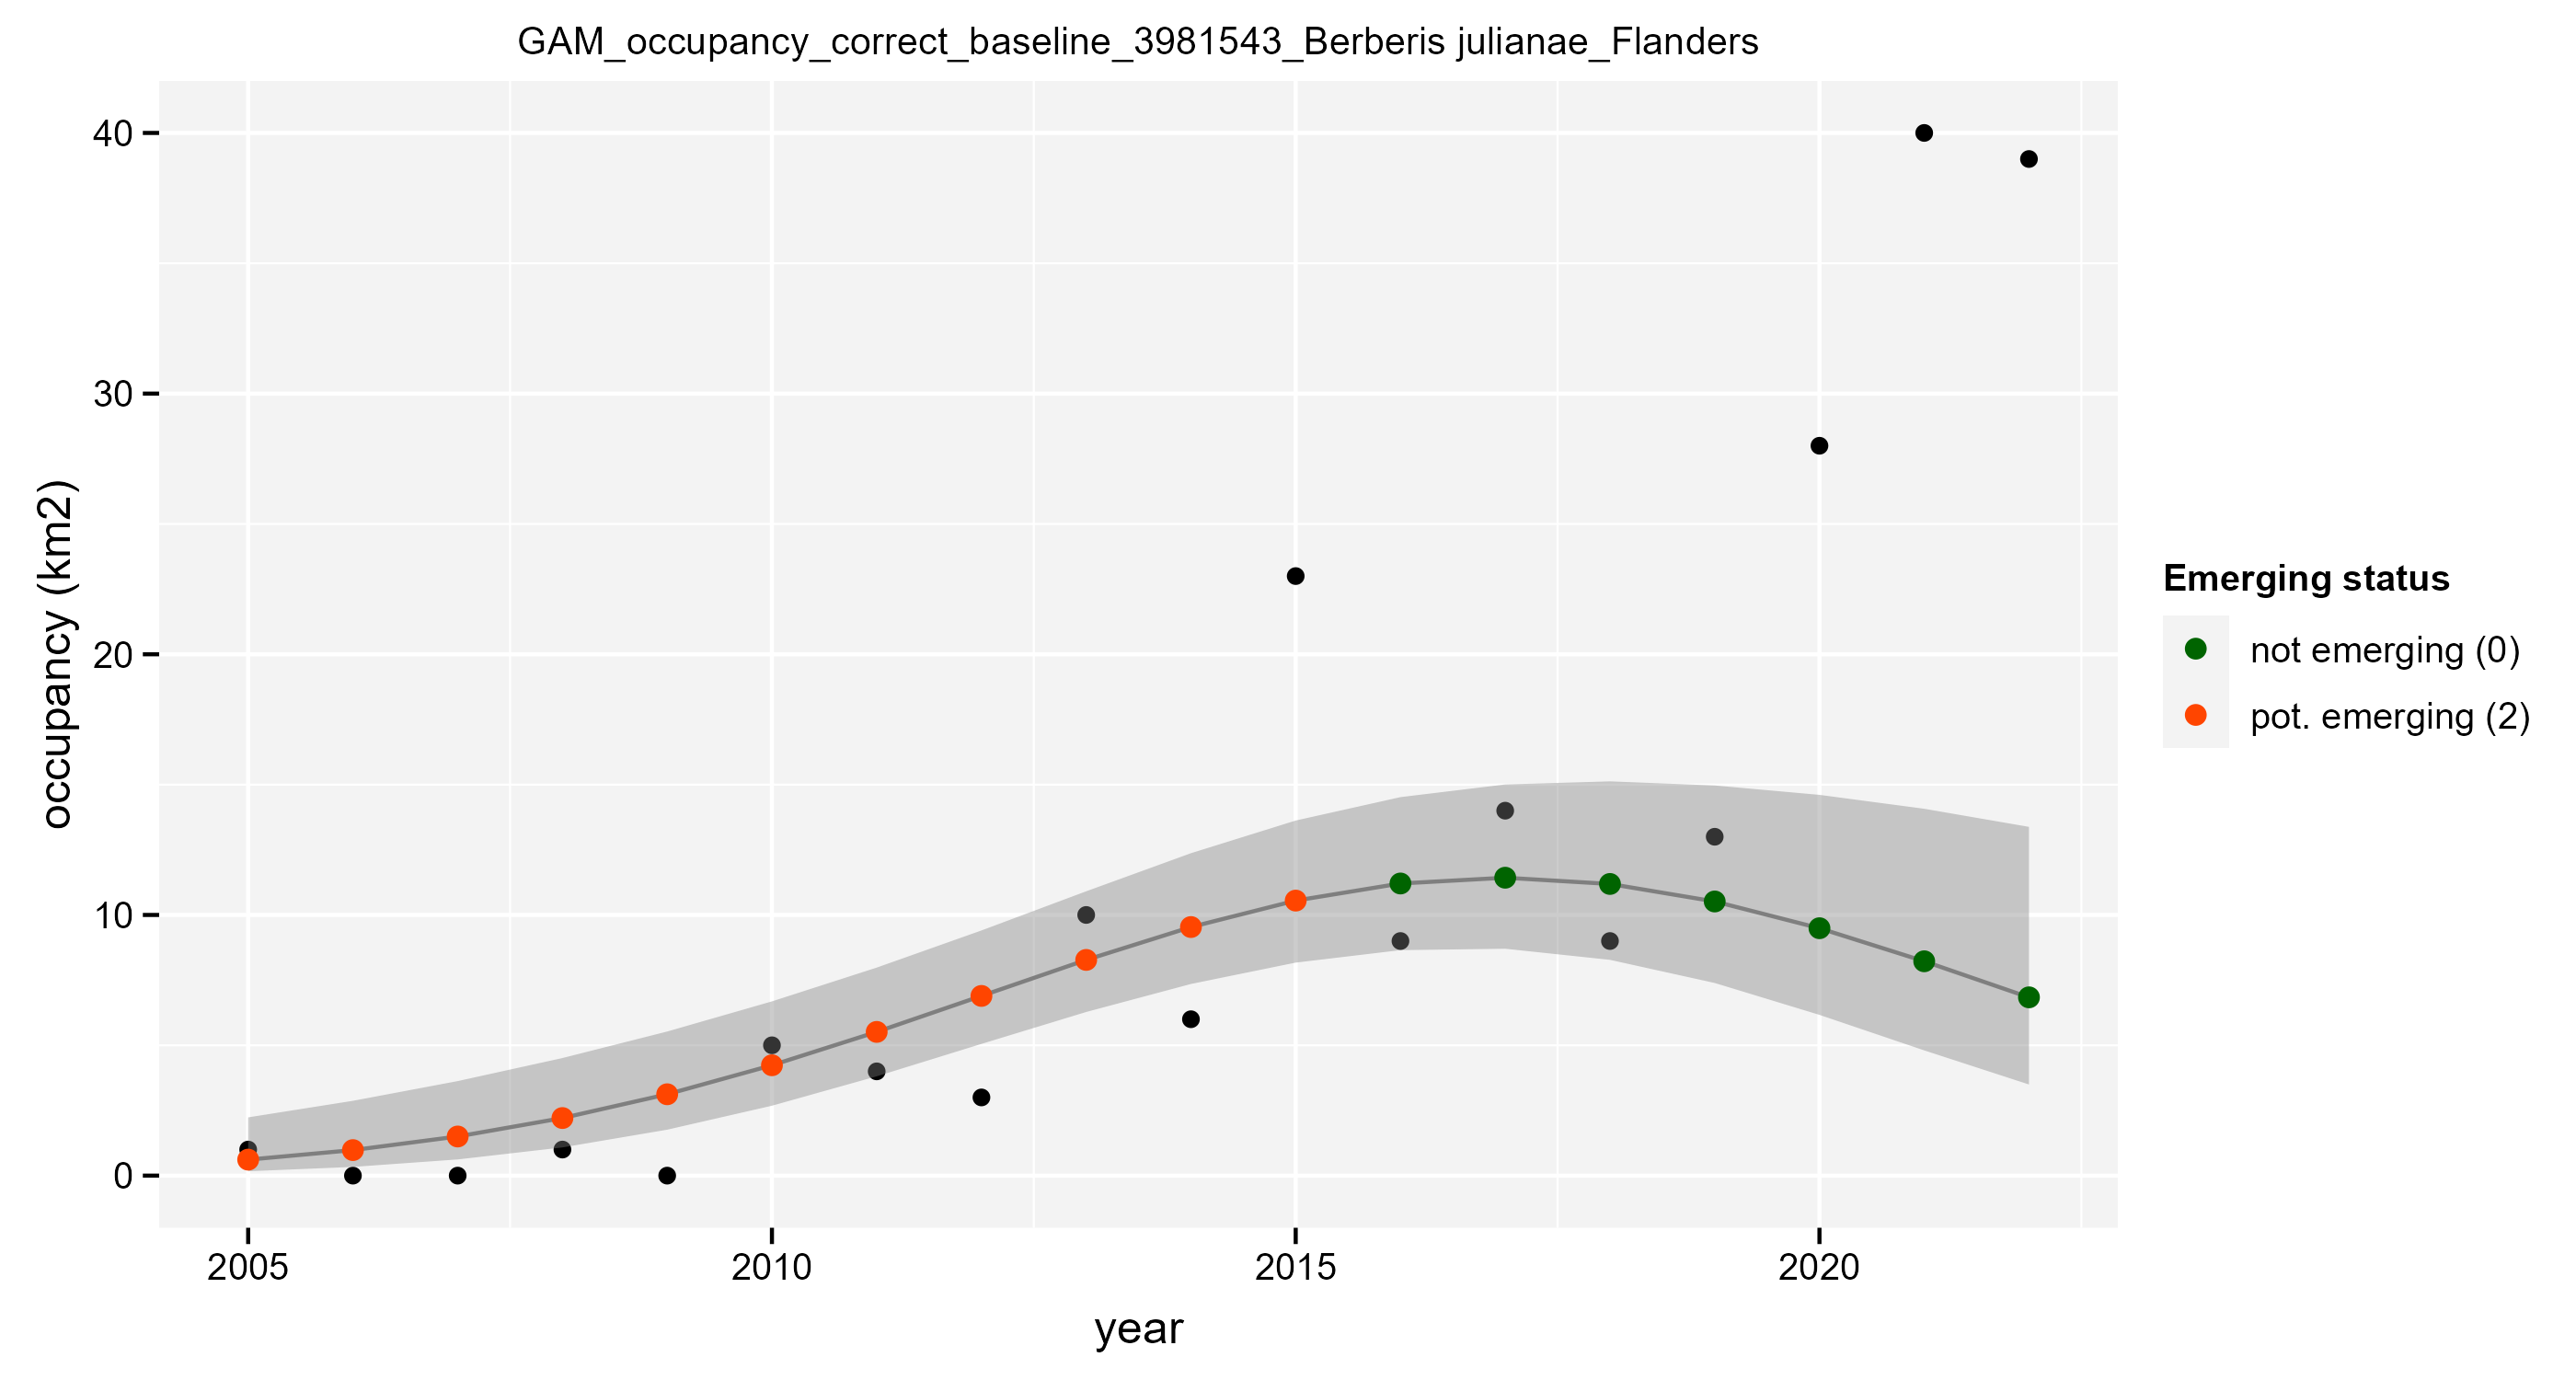 GAM_occupancy_correct_baseline_3981543_Berberis julianae_Flanders
occupancy (km2)
40
30
20
10
0
2005 2010 2015 2020
year
Emerging status
not emerging (0)
pot. emerging (2)